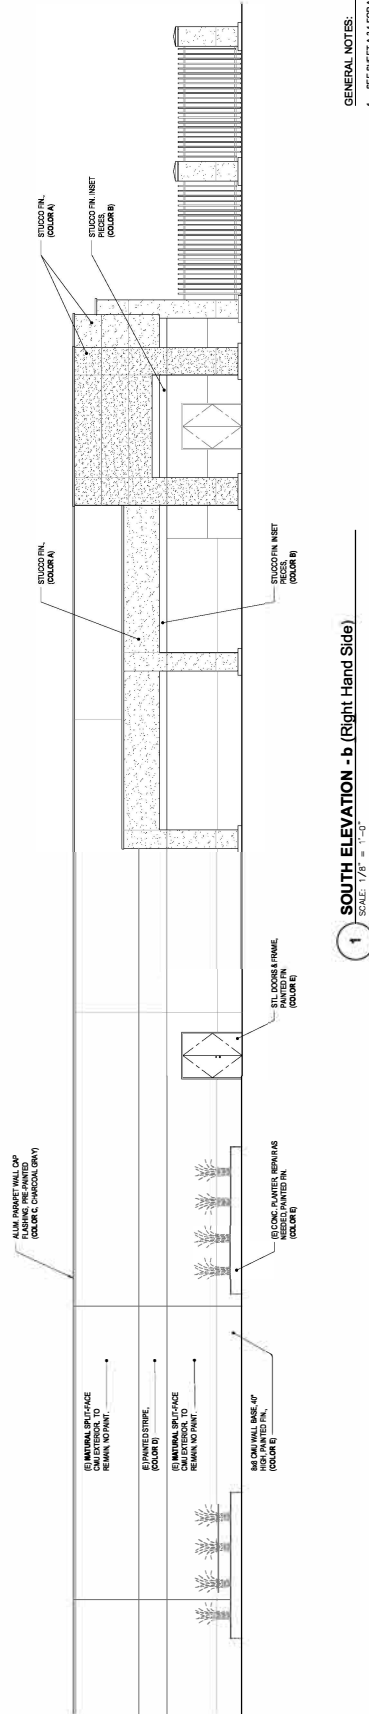 ALUM. PARAPET WALL CAP
FLASHING, PRE-PAINTED
(COLOR C, CHARCOAL GRAY)
STUCCO FIN.,
(COLOR A)
STUCCO FIN.,
(COLOR A)
STUCCO FIN. INSET
PIECES,
(COLOR B)
(E) NATURAL SPLIT-FACE
CMU EXTERIOR, TO
REMAIN, NO PAINT.
(E) PAINTED STRIPE,
(COLOR D)
(E) NATURAL SPLIT-FACE
CMU EXTERIOR, TO
REMAIN, NO PAINT.
8x8 CMU WALL BASE, 40"
HIGH, PAINTED FIN.,
(COLOR E)
(E) CONC. PLANTER, REPAIR AS
NEEDED, PAINTED FIN.
(COLOR E)
STL. DOORS & FRAME,
PAINTED FIN.
(COLOR E)
STUCCO FIN. INSET
PIECES,
(COLOR B)
1
SOUTH ELEVATION - b (Right Hand Side)
SCALE: 1/8" = 1'-0"
GENERAL NOTES: